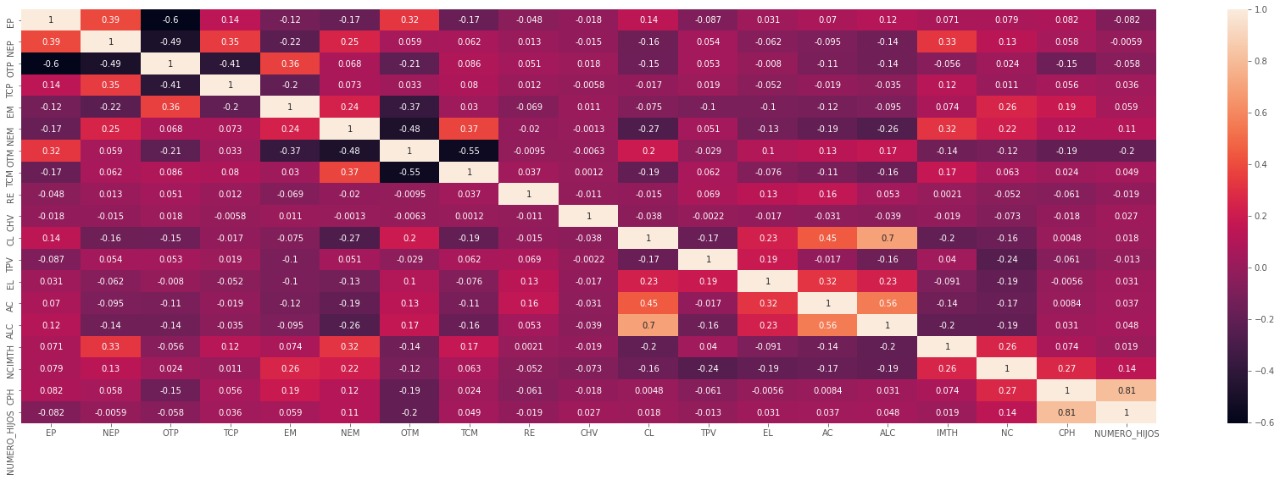 EP 1 0.39 -0.6 0.14 -0.12 -0.17 0.32 -0.17 -0.048 -0.018 0.14 -0.087 0.031 0.07 0.12 0.071 0.079 0.082 -0.082
NEP 0.39 1 -0.49 0.35 -0.22 0.25 0.059 0.062 0.013 -0.015 -0.16 0.054 -0.062 -0.095 -0.14 0.33 0.13 0.058 -0.0059
OTP -0.6 -0.49 1 -0.41 0.36 0.068 -0.21 0.086 0.051 0.018 -0.15 0.053 -0.008 -0.11 -0.14 -0.056 0.024 -0.15 -0.058
TCP 0.14 0.35 -0.41 1 -0.2 0.073 0.033 0.08 0.012 -0.0058 -0.017 0.019 -0.052 -0.019 -0.035 0.12 0.011 0.056 0.036
EM -0.12 -0.22 0.36 -0.2 1 0.24 -0.37 0.03 -0.069 0.011 -0.075 -0.1 -0.1 -0.12 -0.095 0.074 0.26 0.19 0.059
NEM -0.17 0.25 0.068 0.073 0.24 1 -0.48 0.37 -0.02 -0.0013 -0.27 0.051 -0.13 -0.19 -0.26 0.32 0.22 0.12 0.11
OTM 0.32 0.059 -0.21 0.033 -0.37 -0.48 1 -0.55 -0.0095 -0.0063 0.2 -0.029 0.1 0.13 0.17 -0.14 -0.12 -0.19 -0.2
TCM -0.17 0.062 0.086 0.08 0.03 0.37 -0.55 1 0.037 0.0012 -0.19 0.062 -0.076 -0.11 -0.16 0.17 0.063 0.024 0.049
RE -0.048 0.013 0.051 0.012 -0.069 -0.02 -0.0095 0.037 1 -0.011 -0.015 0.069 0.13 0.16 0.053 0.0021 -0.052 -0.061 -0.019
CHV -0.018 -0.015 0.018 -0.0058 0.011 -0.0013 -0.0063 0.0012 -0.011 1 -0.038 -0.0022 -0.017 -0.031 -0.039 -0.019 -0.073 -0.018 0.027
CL 0.14 -0.16 -0.15 -0.017 -0.075 -0.27 0.2 -0.19 -0.015 -0.038 1 -0.17 0.23 0.45 0.7 -0.2 -0.16 0.0048 0.018
TPV -0.087 0.054 0.053 0.019 -0.1 0.051 -0.029 0.062 0.069 -0.0022 -0.17 1 0.19 -0.017 -0.16 0.04 -0.24 -0.061 -0.013
EL 0.031 -0.062 -0.008 -0.052 -0.1 -0.13 0.1 -0.076 0.13 -0.017 0.23 0.19 1 0.32 0.23 -0.091 -0.19 -0.0056 0.031
AC 0.07 -0.095 -0.11 -0.019 -0.12 -0.19 0.13 -0.11 0.16 -0.031 0.45 -0.017 0.32 1 0.56 -0.14 -0.17 0.0084 0.037
ALC 0.12 -0.14 -0.14 -0.035 -0.095 -0.26 0.17 -0.16 0.053 -0.039 0.7 -0.16 0.23 0.56 1 -0.2 -0.19 0.031 0.048
IMTH 0.071 0.33 -0.056 0.12 0.074 0.32 -0.14 0.17 0.0021 -0.019 -0.2 0.04 -0.091 -0.14 -0.2 1 0.26 0.074 0.019
NC 0.079 0.13 0.024 0.011 0.26 0.22 -0.12 0.063 -0.052 -0.073 -0.16 -0.24 -0.19 -0.17 -0.19 0.26 1 0.27 0.14
CPH 0.082 0.058 -0.15 0.056 0.19 0.12 -0.19 0.024 -0.061 -0.018 0.0048 -0.061 -0.0056 0.0084 0.031 0.074 0.27 1 0.81
NUMERO_HIJOS -0.082 -0.0059 -0.058 0.036 0.059 0.11 -0.2 0.049 -0.019 0.027 0.018 -0.013 0.031 0.037 0.048 0.019 0.14 0.81 1
EP NEP OTP TCP EM NEM OTM TCM RE CHV CL TPV EL AC ALC IMTH NC CPH NUMERO_HIJOS
1.0
0.8
0.6
0.4
0.2
0.0
−0.2
−0.4
−0.6